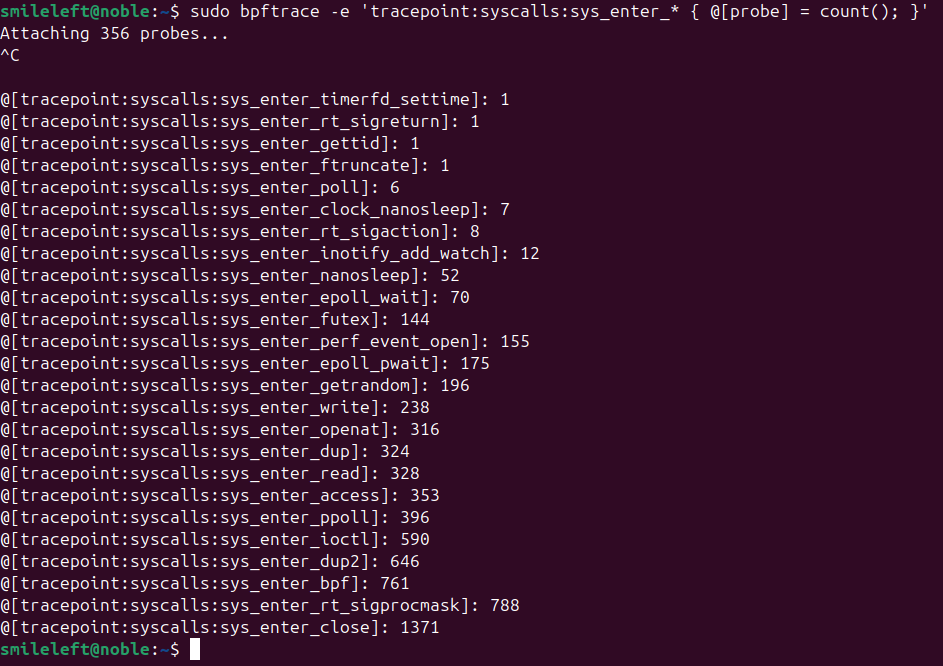 smileleft@noble:~$ sudo bpftrace -e 'tracepoint:syscalls:sys_enter_* { @[probe] = count(); }'
Attaching 356 probes...
^C
@[tracepoint:syscalls:sys_enter_timerfd_settime]: 1
@[tracepoint:syscalls:sys_enter_rt_sigreturn]: 1
@[tracepoint:syscalls:sys_enter_gettid]: 1
@[tracepoint:syscalls:sys_enter_ftruncate]: 1
@[tracepoint:syscalls:sys_enter_poll]: 6
@[tracepoint:syscalls:sys_enter_clock_nanosleep]: 7
@[tracepoint:syscalls:sys_enter_rt_sigaction]: 8
@[tracepoint:syscalls:sys_enter_inotify_add_watch]: 12
@[tracepoint:syscalls:sys_enter_nanosleep]: 52
@[tracepoint:syscalls:sys_enter_epoll_wait]: 70
@[tracepoint:syscalls:sys_enter_futex]: 144
@[tracepoint:syscalls:sys_enter_perf_event_open]: 155
@[tracepoint:syscalls:sys_enter_epoll_pwait]: 175
@[tracepoint:syscalls:sys_enter_getrandom]: 196
@[tracepoint:syscalls:sys_enter_write]: 238
@[tracepoint:syscalls:sys_enter_openat]: 316
@[tracepoint:syscalls:sys_enter_dup]: 324
@[tracepoint:syscalls:sys_enter_read]: 328
@[tracepoint:syscalls:sys_enter_access]: 353
@[tracepoint:syscalls:sys_enter_ppoll]: 396
@[tracepoint:syscalls:sys_enter_ioctl]: 590
@[tracepoint:syscalls:sys_enter_dup2]: 646
@[tracepoint:syscalls:sys_enter_bpf]: 761
@[tracepoint:syscalls:sys_enter_rt_sigprocmask]: 788
@[tracepoint:syscalls:sys_enter_close]: 1371
smileleft@noble:~$